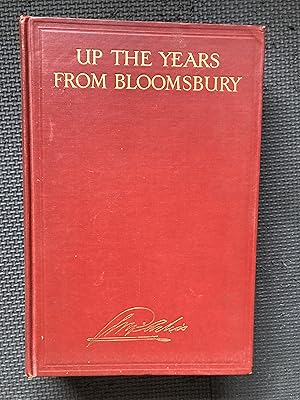 UP THE YEARS
FROM BLOOMSBURY